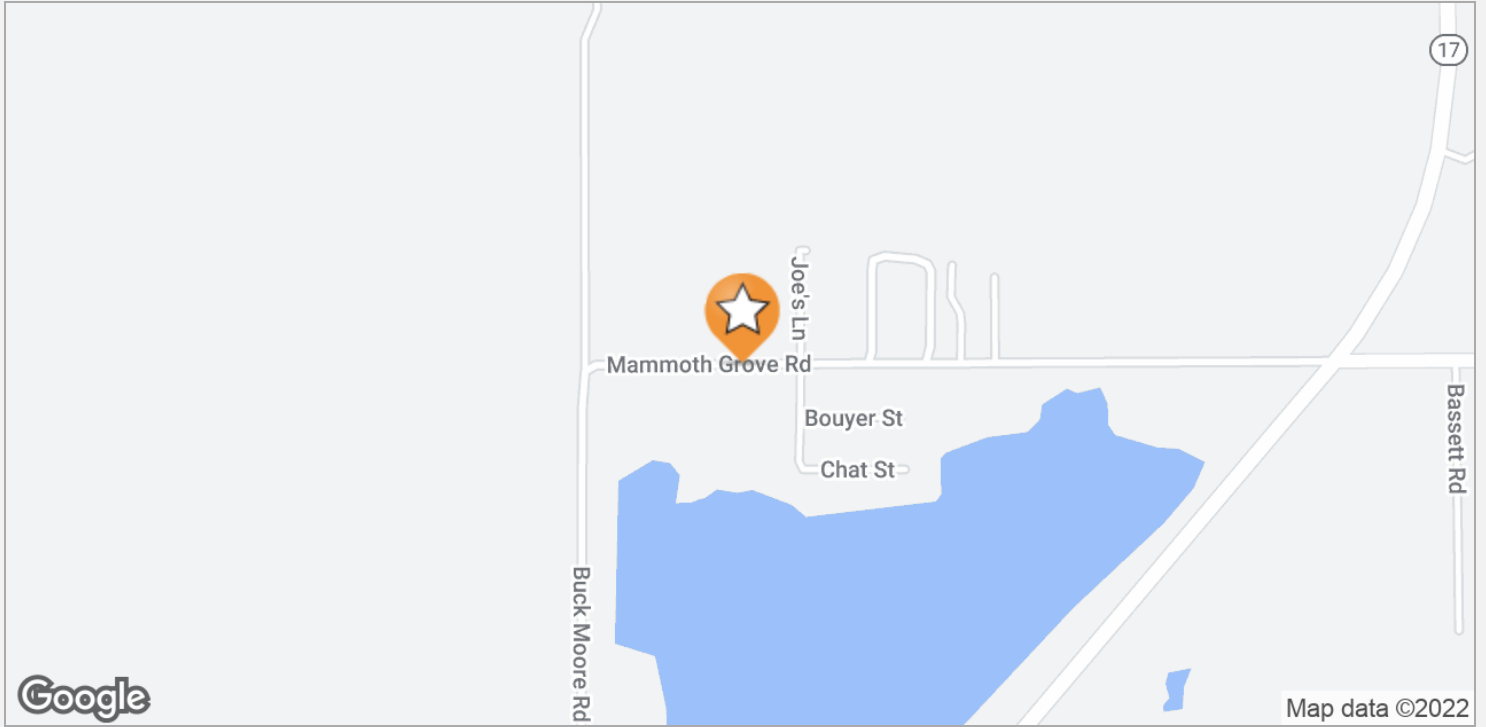 17
Joe's Ln
Mammoth Grove Rd
Bouyer St
Bassett Rd
Chat St
Buck Moore Rd
Google
Map data ©2022